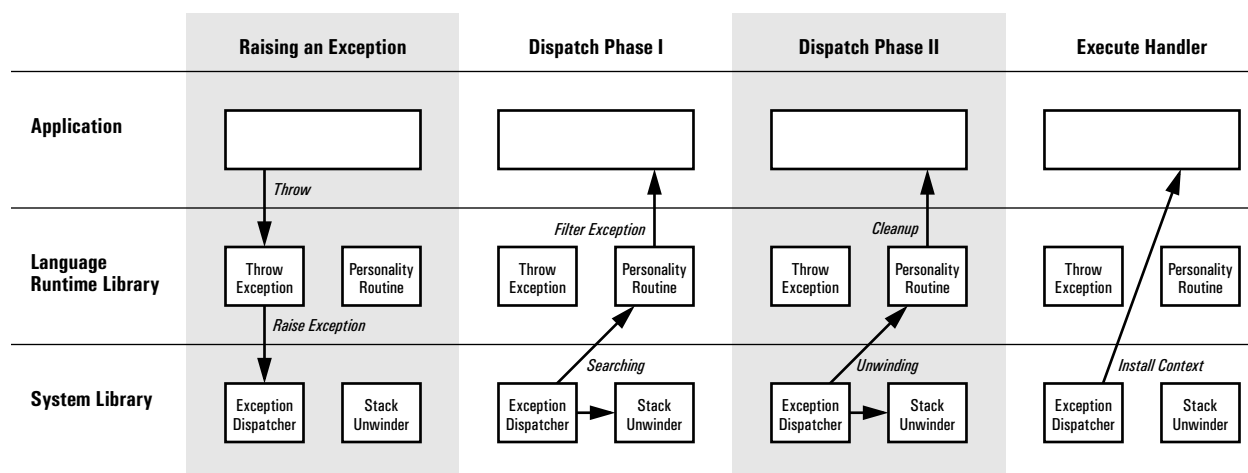 Raising an Exception
Dispatch Phase I
Dispatch Phase II
Execute Handler
Application
Throw
Filter Exception
Cleanup
Language
Runtime Library
Throw
Exception
Personality
Routine
Throw
Exception
Personality
Routine
Throw
Exception
Personality
Routine
Throw
Exception
Personality
Routine
Raise Exception
Searching
Unwinding
Install Context
System Library
Exception
Dispatcher
Stack
Unwinder
Exception
Dispatcher
Stack
Unwinder
Exception
Dispatcher
Stack
Unwinder
Exception
Dispatcher
Stack
Unwinder